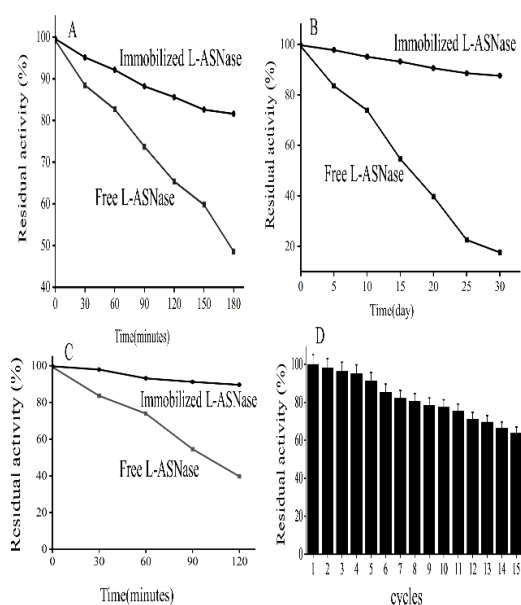 A
Immobilized L-ASNase
Free L-ASNase
Residual activity (%)
100
90
80
70
60
50
40
0 30 60 90 120 150 180
Time(minutes)
B
Immobilized L-ASNase
Free L-ASNase
Residual activity (%)
100
80
60
40
20
0 5 10 15 20 25 30
Time(day)
C
Immobilized L-ASNase
Free L-ASNase
Residual activity (%)
100
80
60
40
20
0
0 30 60 90 120
Time(minutes)
D
Residual activity (%)
100
80
60
40
20
0
1 2 3 4 5 6 7 8 9 10 11 12 13 14 15
cycles